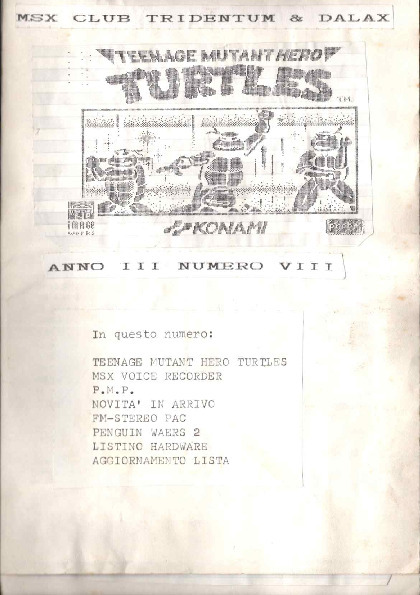 MSX CLUB TRIDENTUM & DALAX
TEENAGE MUTANT HERO
TURTLES
TM
image
KONAMI
ANNO III NUMERO VIII
In questo numero:
TEENAGE MUTANT HERO TURTLES
MSX VOICE RECORDER
P.M.P.
NOVITA' IN ARRIVO
FM-STEREO PAC
PENGUIN WAERS 2
LISTINO HARDWARE
AGGIORNAMENTO LISTA